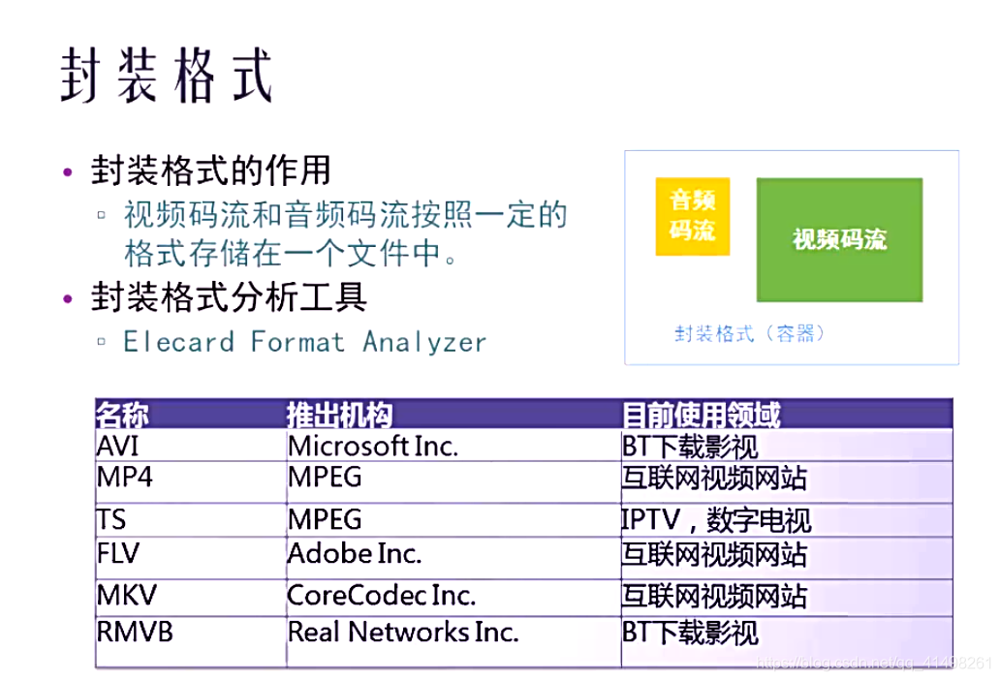 封装格式
• 封装格式的作用
▫ 视频码流和音频码流按照一定的
格式存储在一个文件中。
• 封装格式分析工具
▫ Elecard Format Analyzer
音频
码流
视频码流
封装格式（容器）
名称 推出机构 目前使用领域
AVI Microsoft Inc. BT下载影视
MP4 MPEG 互联网视频网站
TS MPEG IPTV，数字电视
FLV Adobe Inc. 互联网视频网站
MKV CoreCodec Inc. 互联网视频网站
RMVB Real Networks Inc. BT下载影视
https://blog.csdn.net/qq_41498261